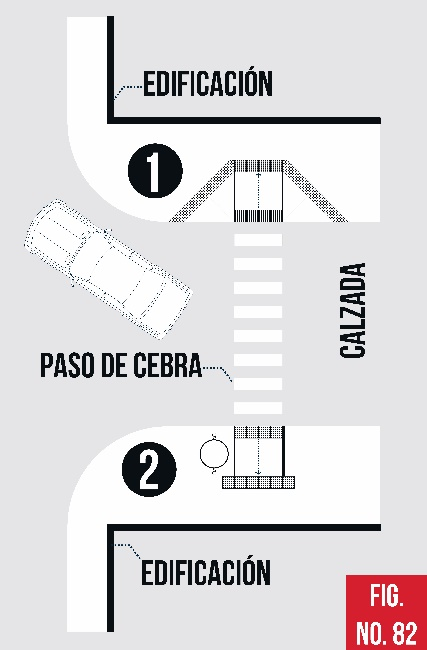 EDIFICACIÓN
1
CALZADA
PASO DE CEBRA
2
EDIFICACIÓN
FIG.
NO. 82